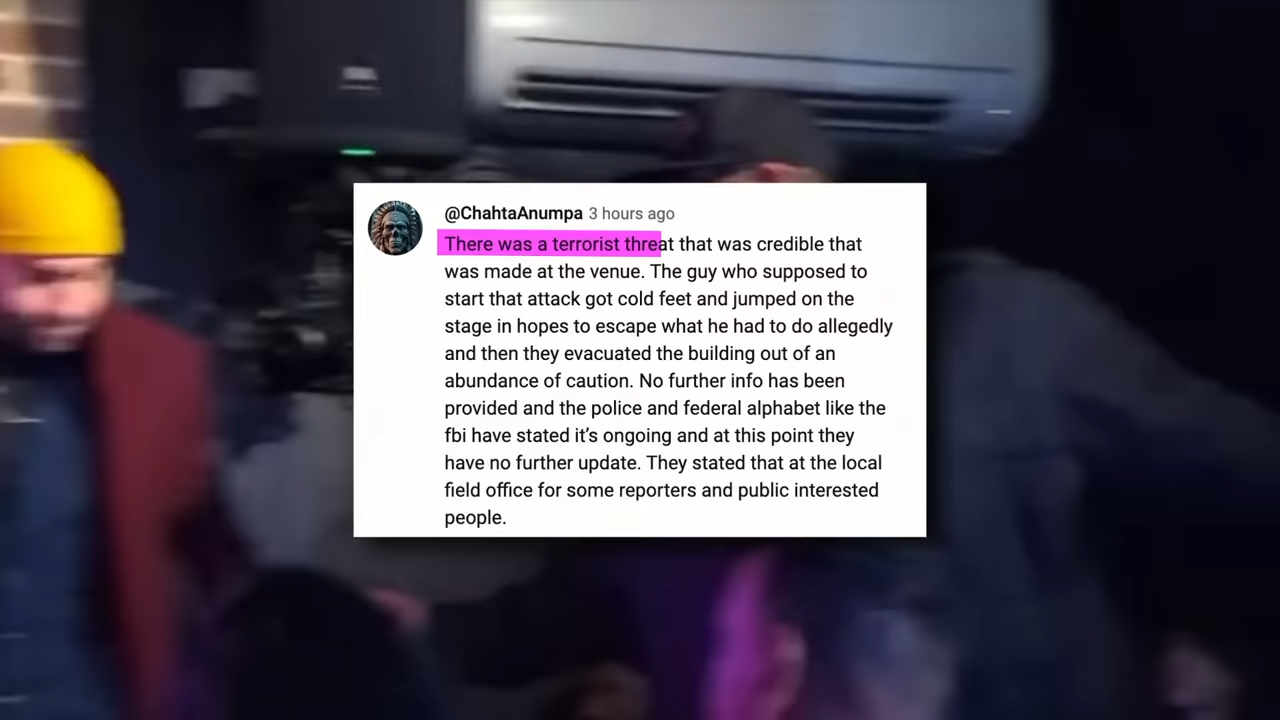 @ChahtaAnumpa 3 hours ago
There was a terrorist threat that was credible that
was made at the venue. The guy who supposed to
start that attack got cold feet and jumped on the
stage in hopes to escape what he had to do allegedly
and then they evacuated the building out of an
abundance of caution. No further info has been
provided and the police and federal alphabet like the
fbi have stated it’s ongoing and at this point they
have no further update. They stated that at the local
field office for some reporters and public interested
people.